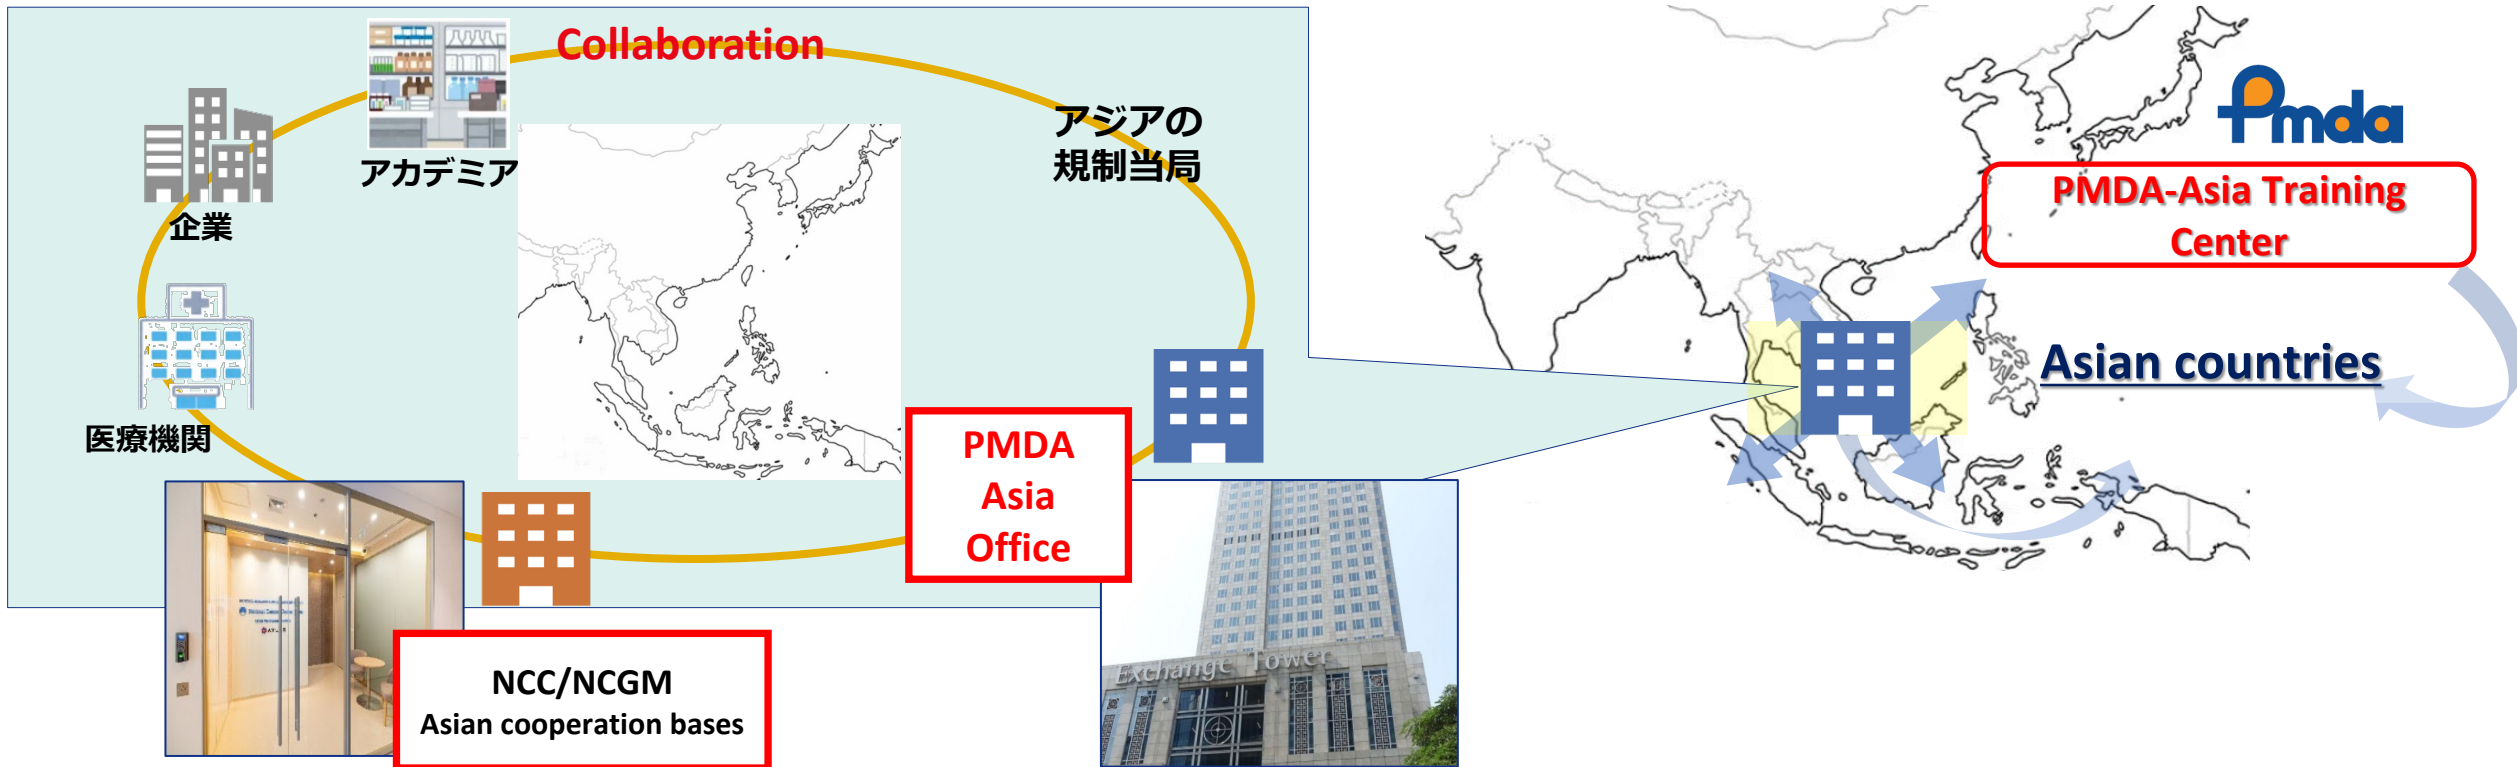 Collaboration
アカデミア
企業
医療機関
アジアの
規制当局
PMDA
Asia
Office
NCC/NCGM
Asian cooperation bases
Exchange Tower
Pmda
PMDA-Asia Training
Center
Asian countries